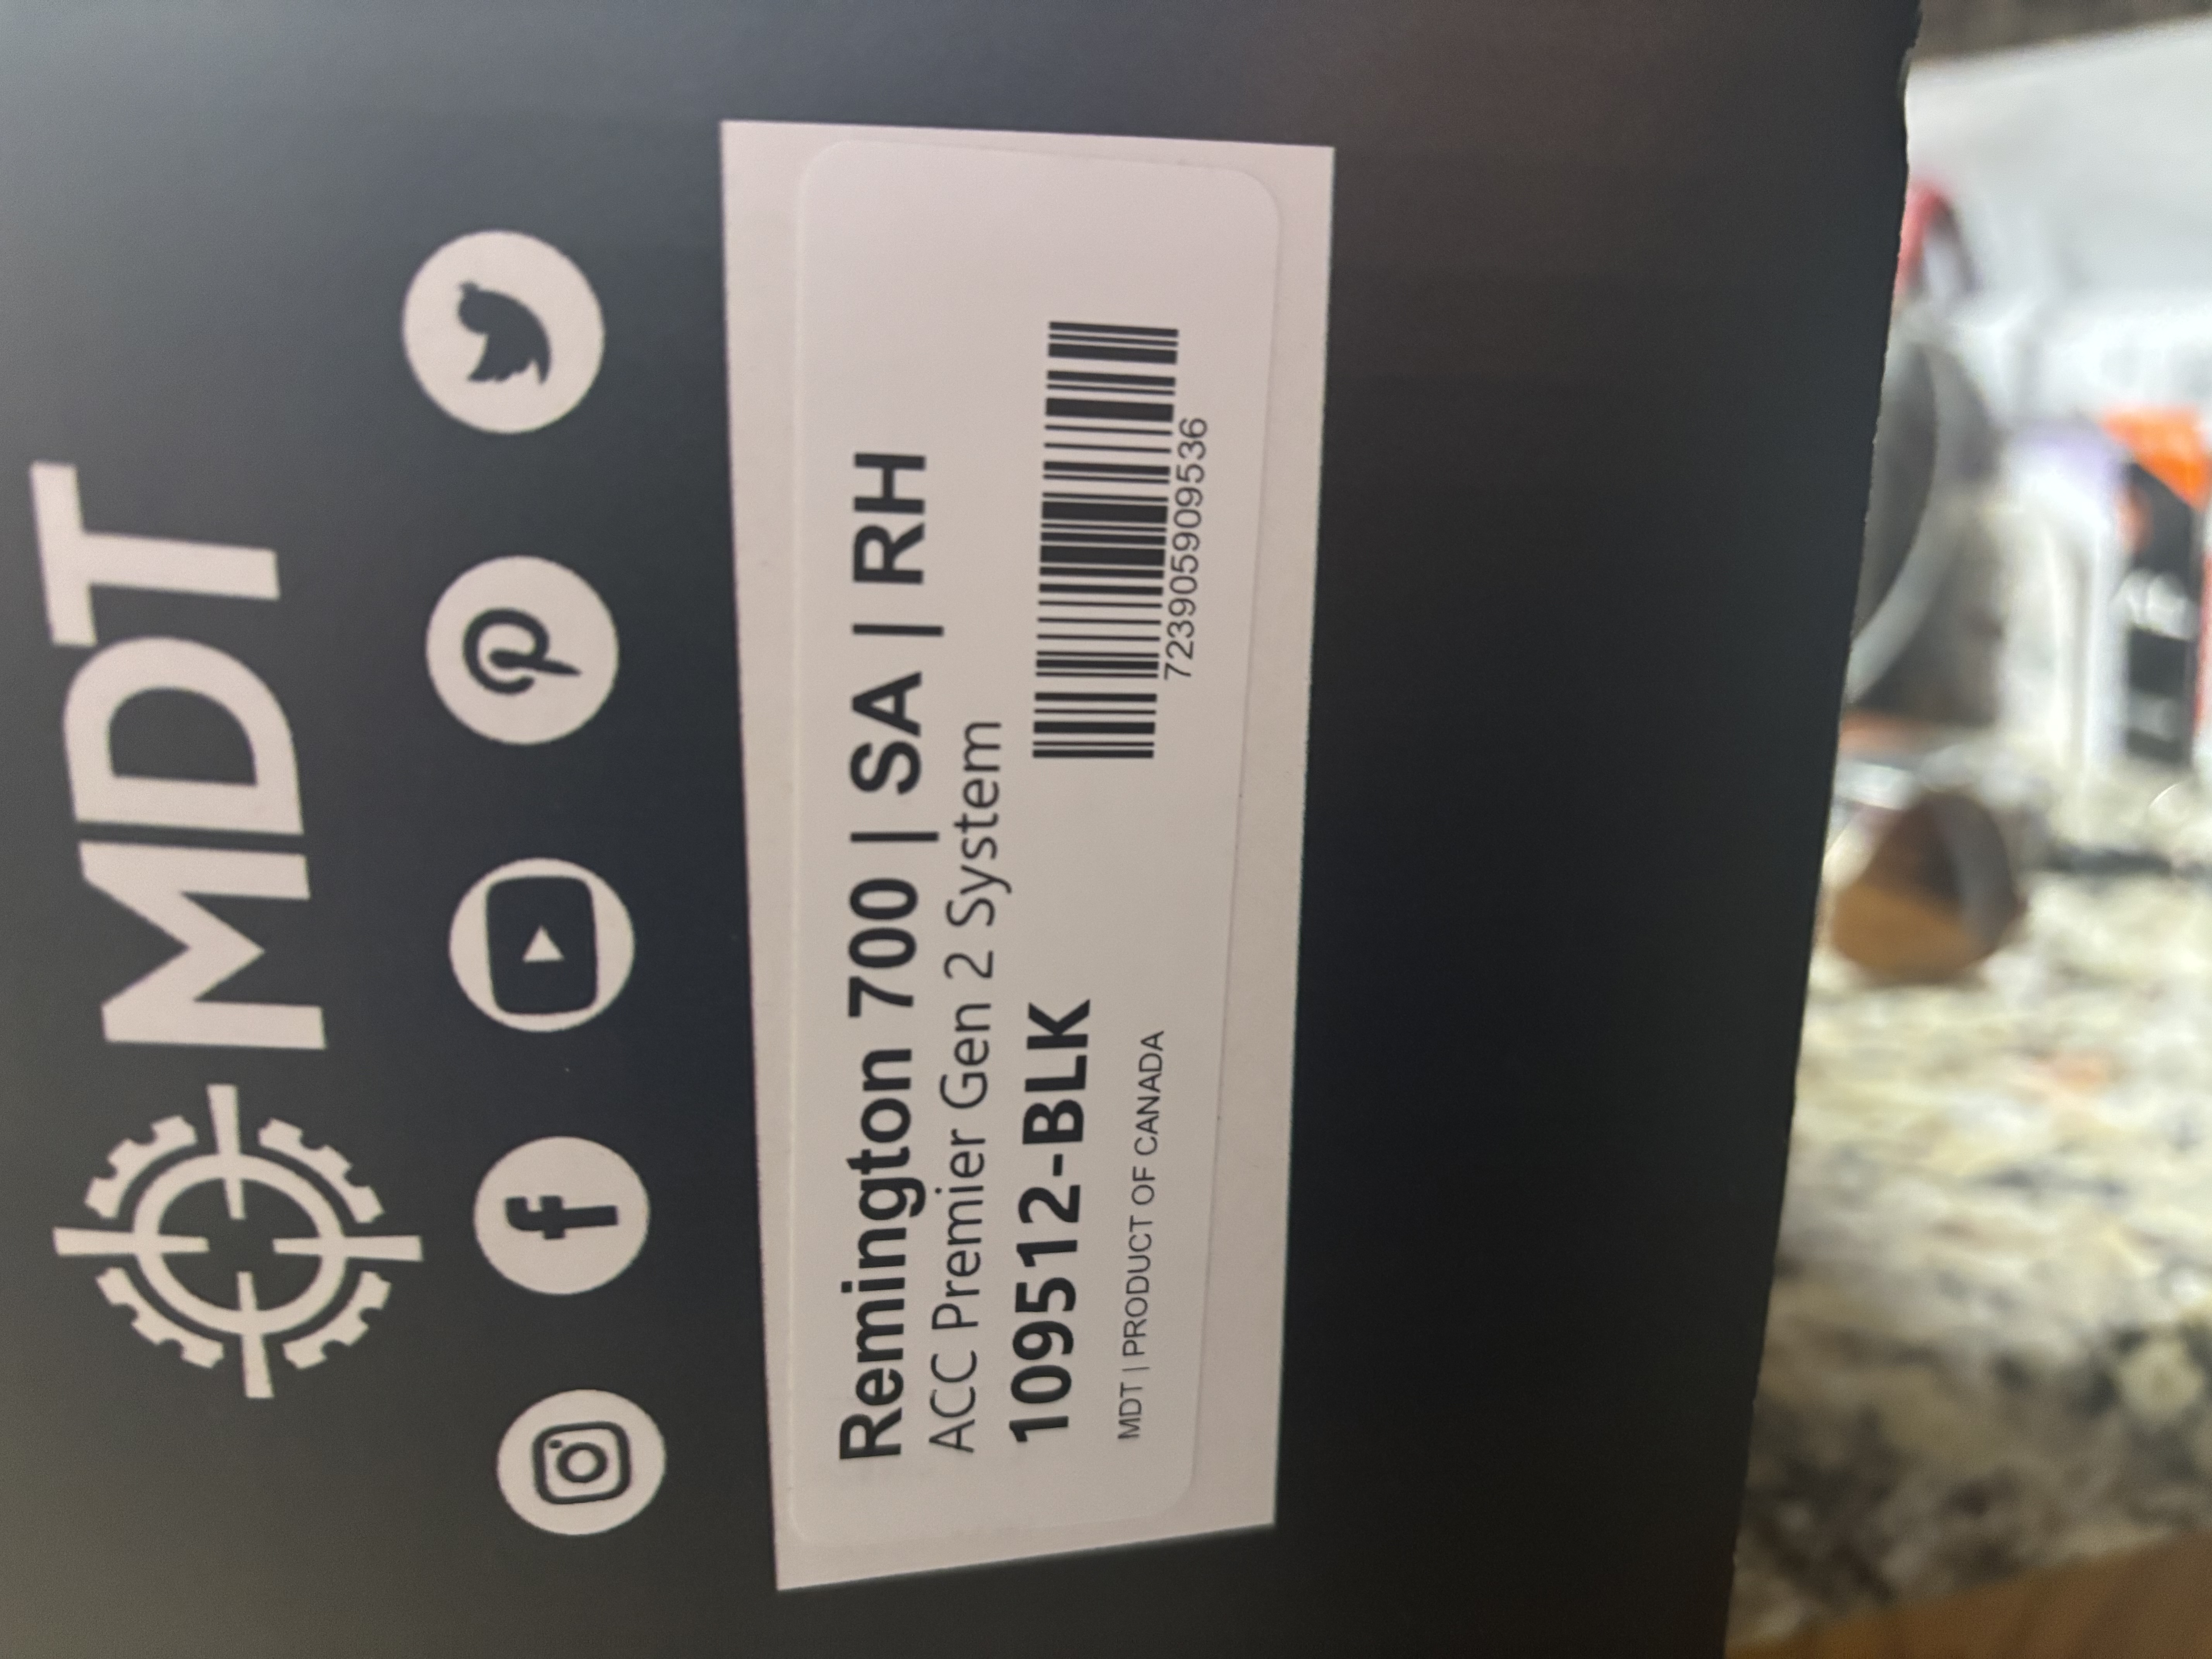 MDT
Remington 700 | SA | RH
ACC Premier Gen 2 System
109512-BLK
723905909536
MDT | PRODUCT OF CANADA